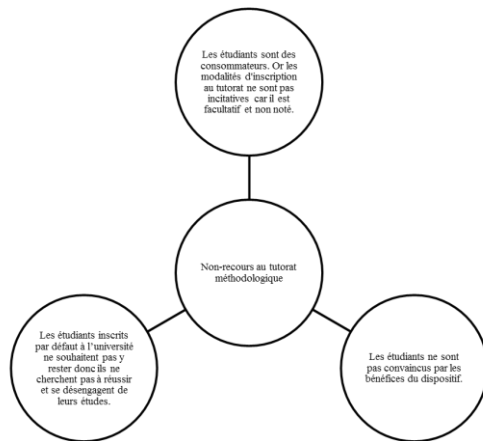 Les étudiants sont des
consommateurs. Or les
modalités d'inscription
au tutorat ne sont pas
incitatives car il est
facultatif et non noté.
Non-recours au tutorat
méthodologique
Les étudiants inscrits
par défaut à l'université
ne souhaitent pas y
rester donc ils ne
cherchent pas à réussir
et se désengagent de
leurs études.
Les étudiants ne sont
pas convaincus par les
bénéfices du dispositif.